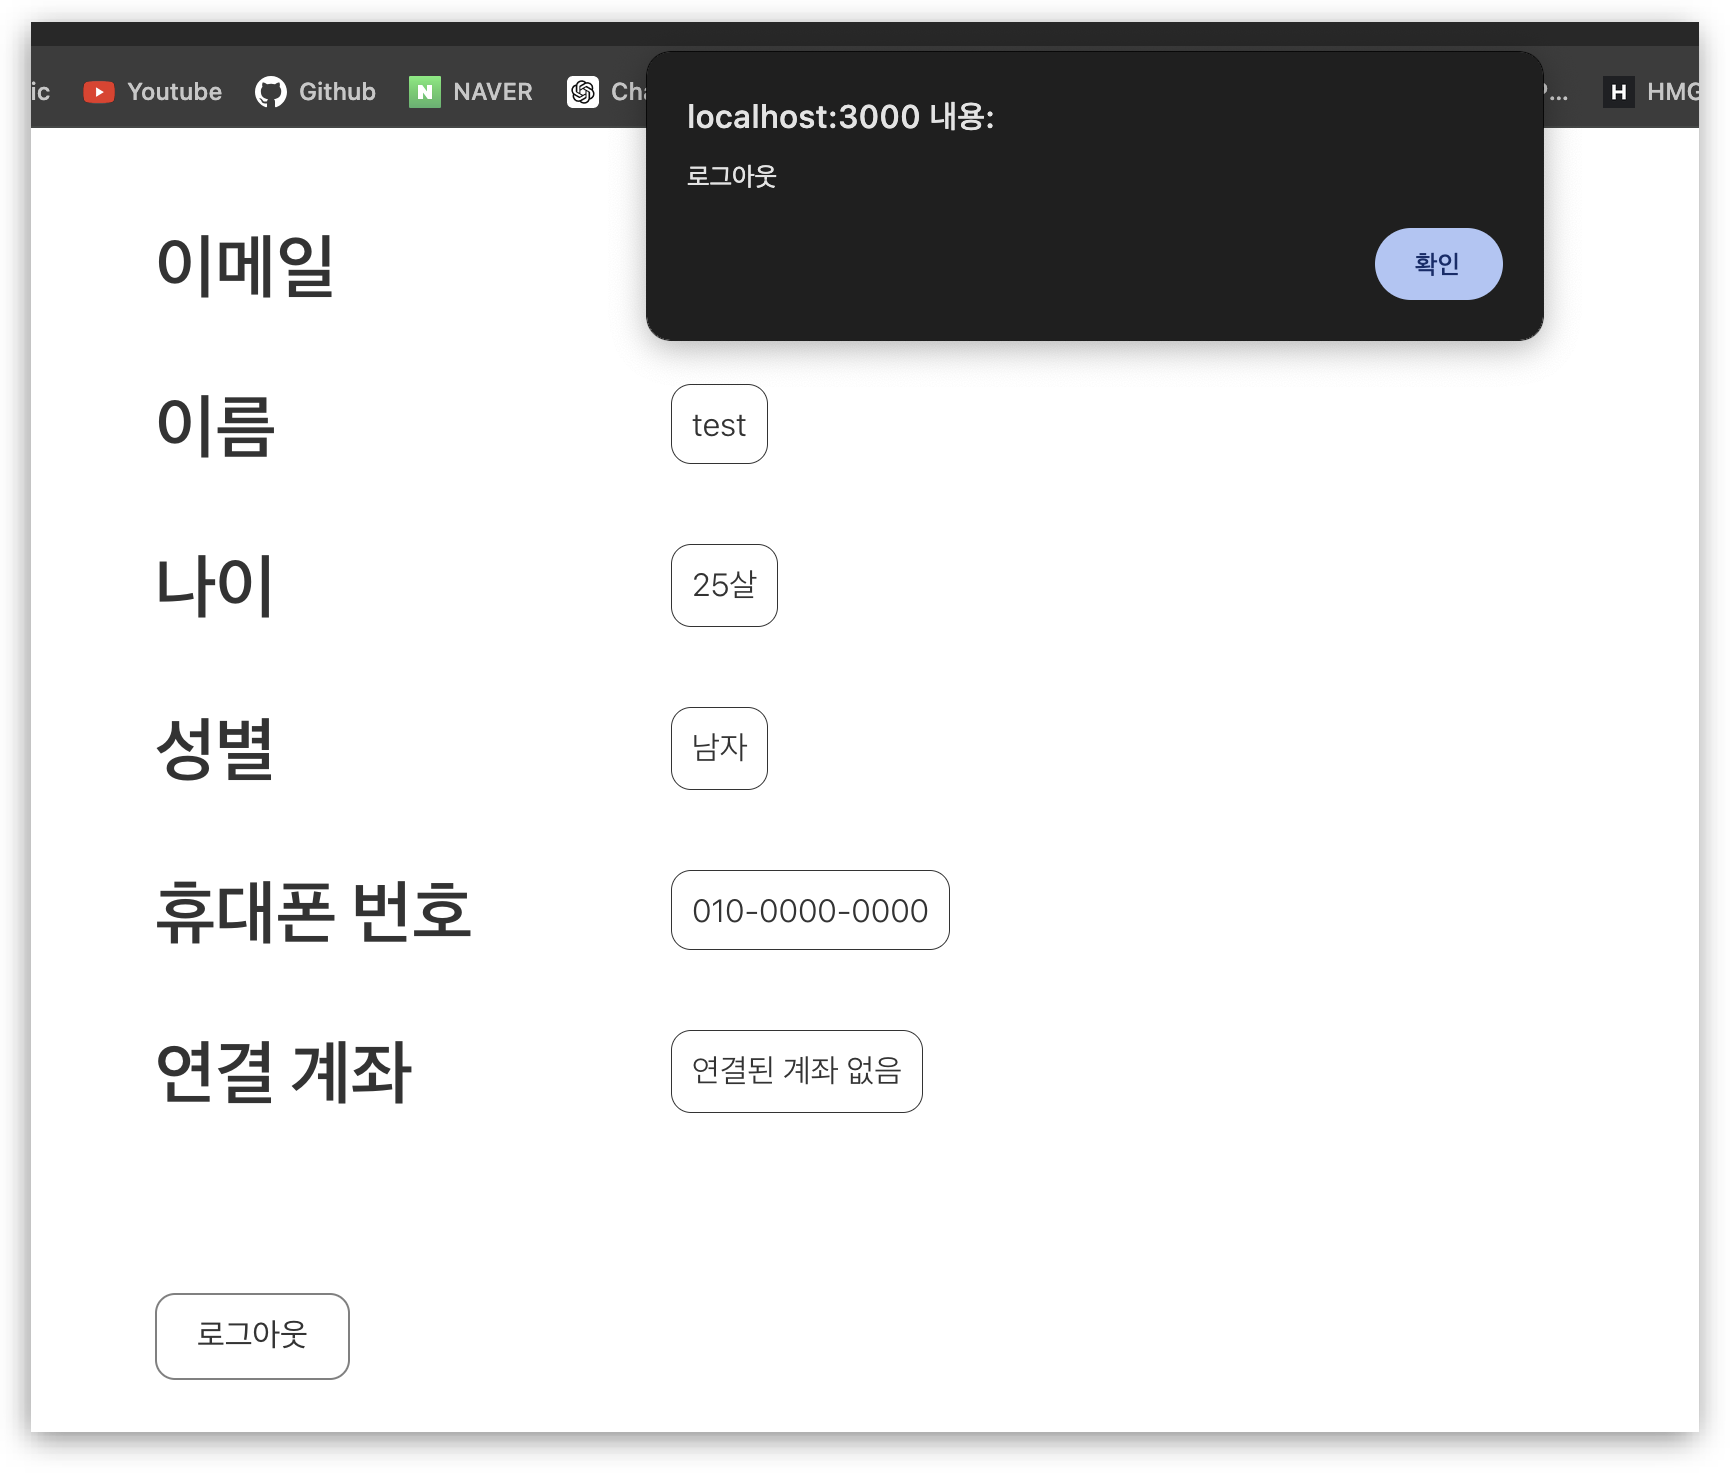 ic Youtube Github NAVER Cha P... HMG
localhost:3000 내용:
로그아웃
확인
이메일
이름 test
나이 25살
성별 남자
휴대폰 번호 010-0000-0000
연결 계좌 연결된 계좌 없음
로그아웃